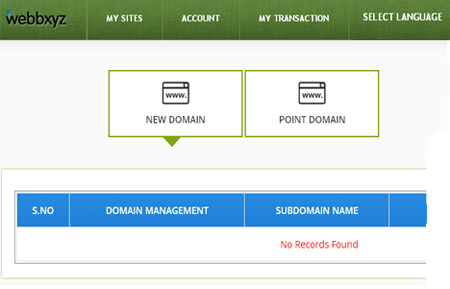 webbxyz MY SITES ACCOUNT MY TRANSACTION SELECT LANGUAGE
www. www.
NEW DOMAIN POINT DOMAIN
S.NO DOMAIN MANAGEMENT SUBDOMAIN NAME
No Records Found